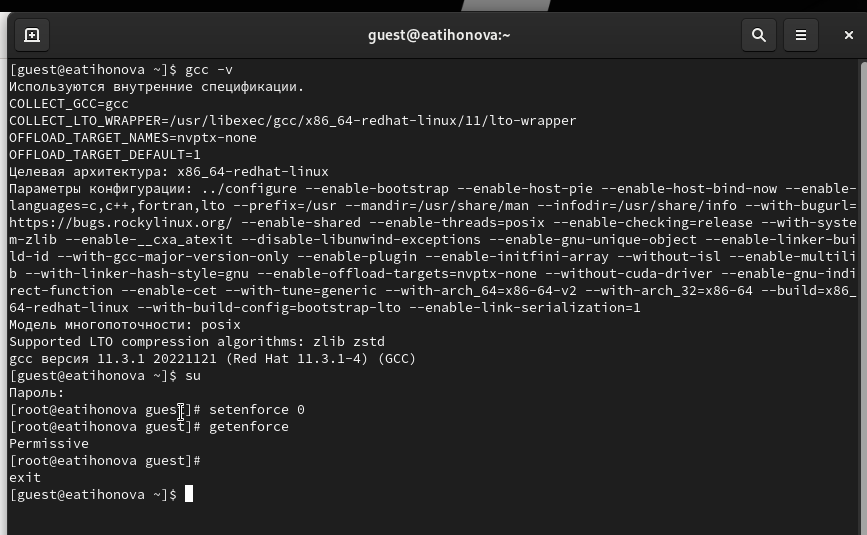 guest@eatihonova:~
[guest@eatihonova ~]$ gcc -v
Используются внутренние спецификации.
COLLECT_GCC=gcc
COLLECT_LTO_WRAPPER=/usr/libexec/gcc/x86_64-redhat-linux/11/lto-wrapper
OFFLOAD_TARGET_NAMES=nvptx-none
OFFLOAD_TARGET_DEFAULT=1
Целевая архитектура: x86_64-redhat-linux
Параметры конфигурации: ../configure --enable-bootstrap --enable-host-pie --enable-host-bind-now --enable-
languages=c,c++,fortran,lto --prefix=/usr --mandir=/usr/share/man --infodir=/usr/share/info --with-bugurl=
https://bugs.rockylinux.org/ --enable-shared --enable-threads=posix --enable-checking=release --with-syste
m-zlib --enable-__cxa_atexit --disable-libunwind-exceptions --enable-gnu-unique-object --enable-linker-bui
ld-id --with-gcc-major-version-only --enable-plugin --enable-initfini-array --without-isl --enable-multili
b --with-linker-hash-style=gnu --enable-offload-targets=nvptx-none --without-cuda-driver --enable-gnu-indi
rect-function --enable-cet --with-tune=generic --with-arch_64=x86-64-v2 --with-arch_32=x86-64 --build=x86_
64-redhat-linux --with-build-config=bootstrap-lto --enable-link-serialization=1
Модель многопоточности: posix
Supported LTO compression algorithms: zlib zstd
gcc версия 11.3.1 20221121 (Red Hat 11.3.1-4) (GCC)
[guest@eatihonova ~]$ su
Пароль:
[root@eatihonova guest]# setenforce 0
[root@eatihonova guest]# getenforce
Permissive
[root@eatihonova guest]#
exit
[guest@eatihonova ~]$